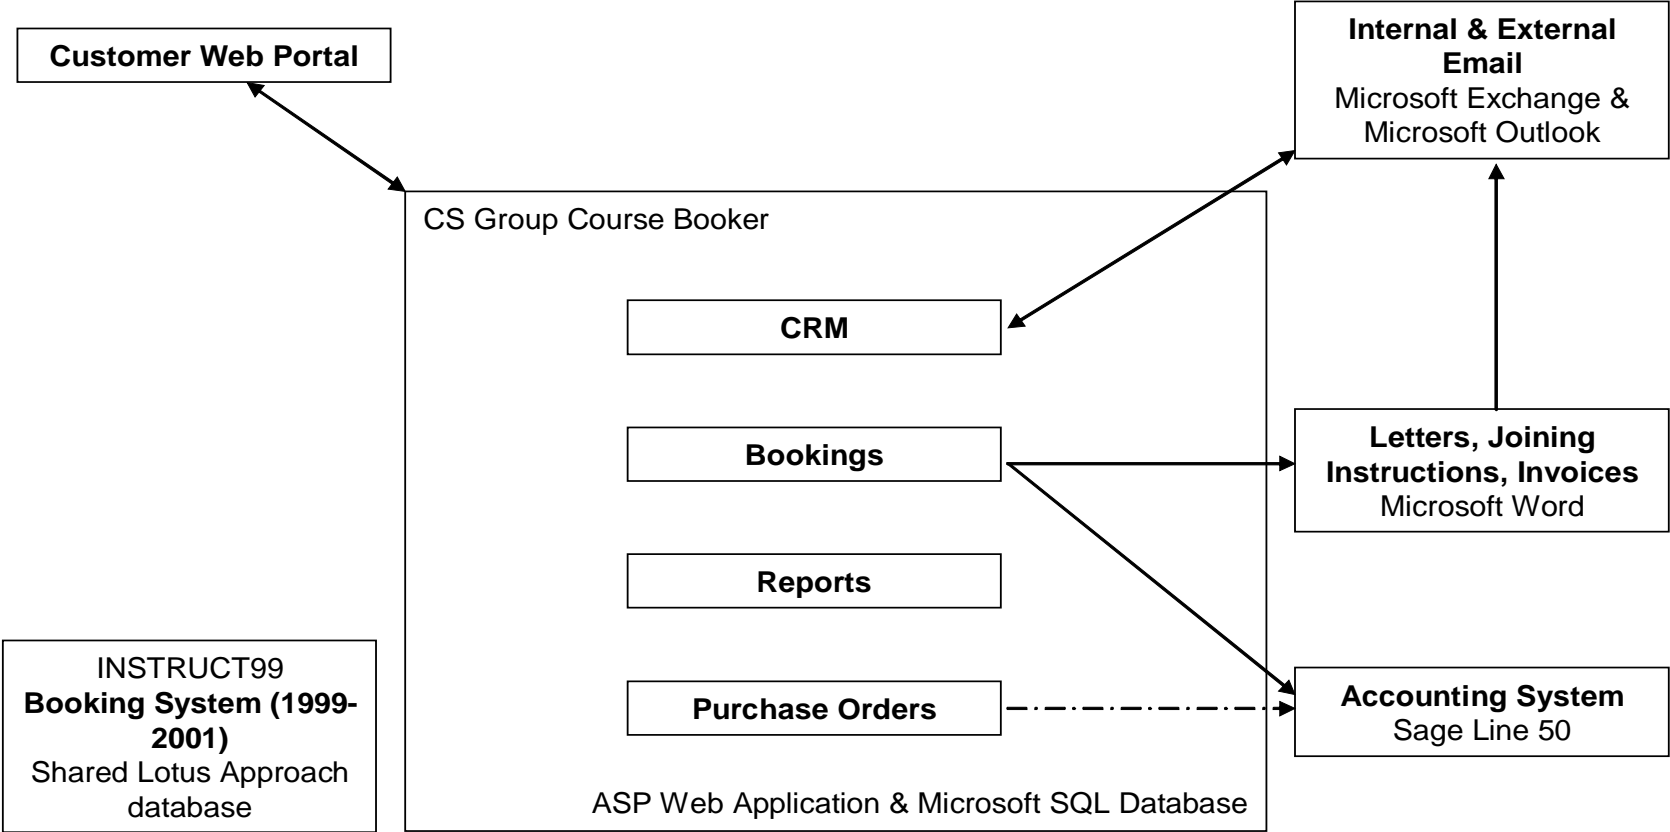 Customer Web Portal
Internal & External
Email
Microsoft Exchange &
Microsoft Outlook
CS Group Course Booker
CRM
Bookings
Letters, Joining
Instructions, Invoices
Microsoft Word
Reports
INSTRUCT99
Booking System (1999-
2001)
Shared Lotus Approach
database
Purchase Orders
Accounting System
Sage Line 50
ASP Web Application & Microsoft SQL Database